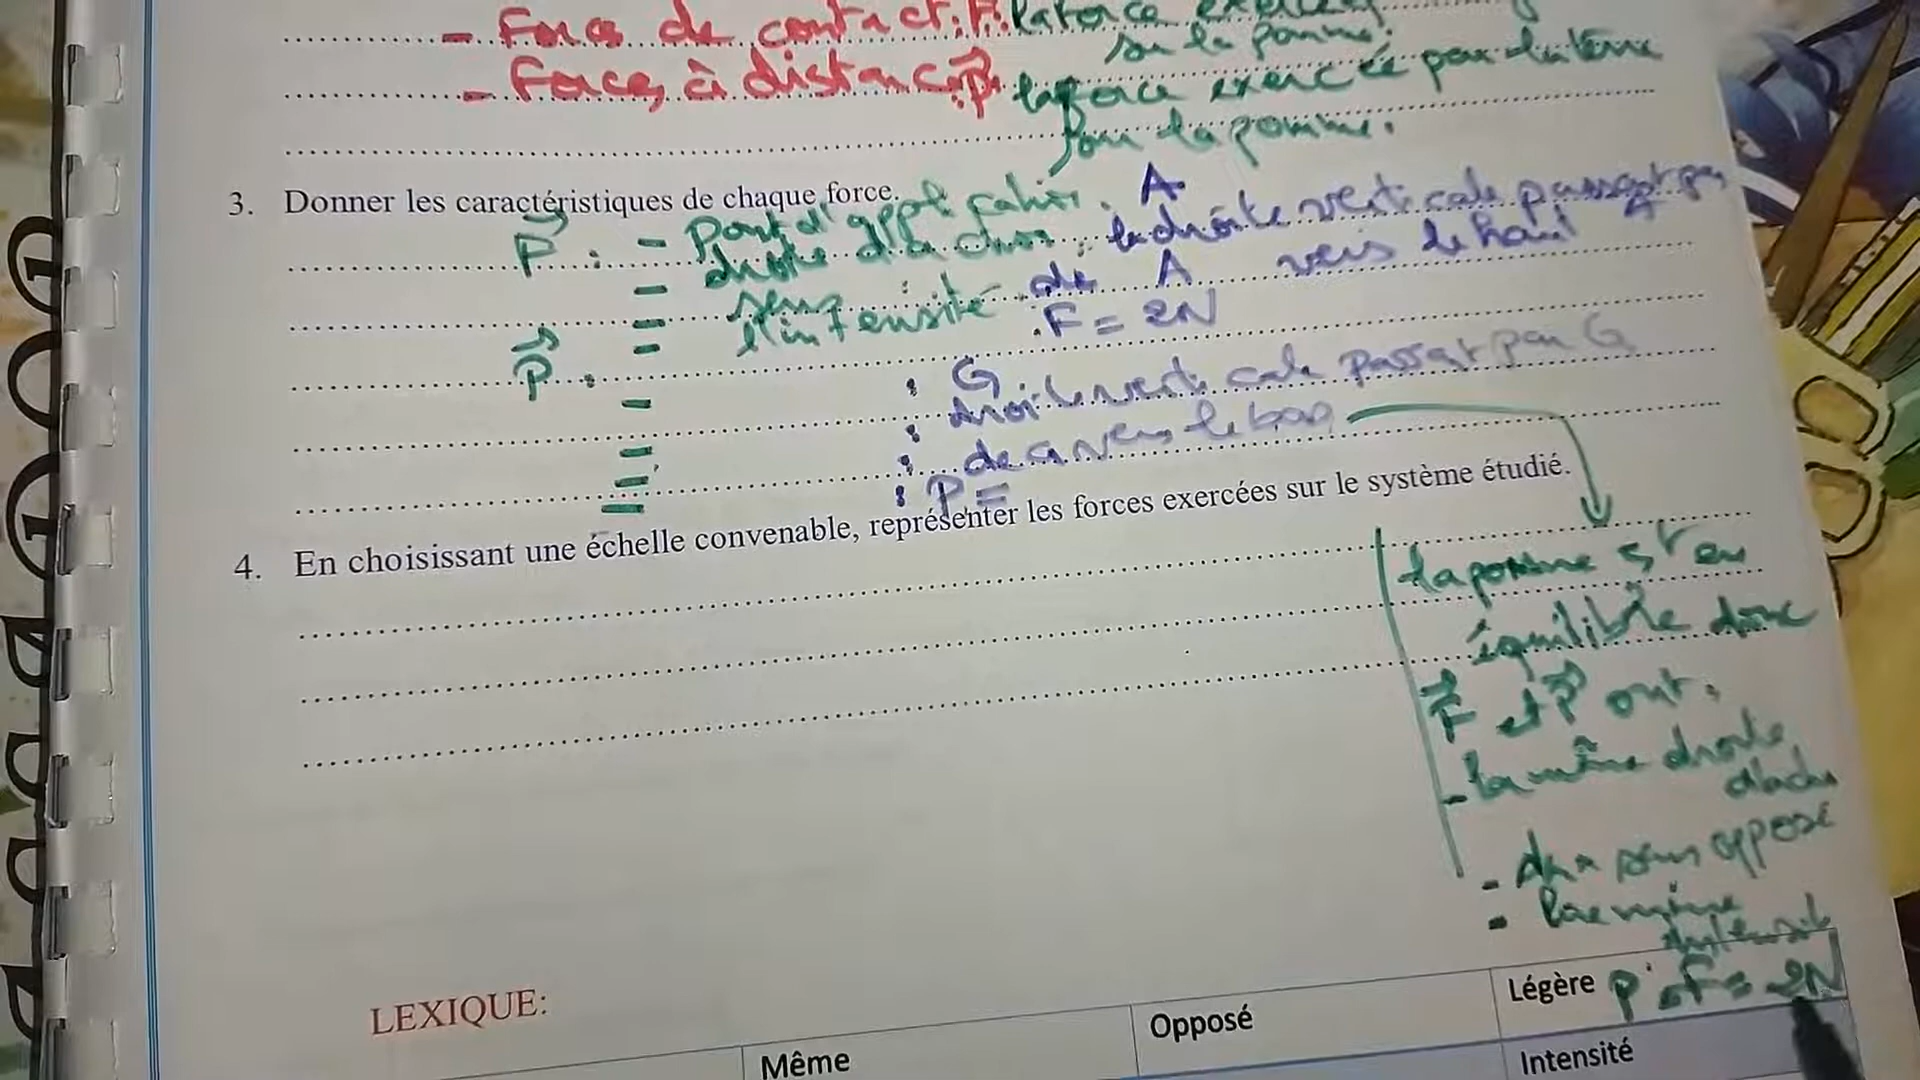 - Force de contact: F: la force exercée
sur la pomme.
- Forces à distance P: la force exercée par la terre
sur la pomme.
3. Donner les caractéristiques de chaque force.
F : - Point d'appl : A
- droite d'action : la droite verticale passant par A
- sens : de A vers le haut
- l'intensité F = 2N
P : - : G
- : droite verticale passant par G
- : de G vers le bas
- : P =
4. En choisissant une échelle convenable, représenter les forces exercées sur le système étudié.
la pomme est en
équilibre donc
F et P ont :
- la même droite
d'action
- deux sens opposé
- la même
intensité
P = F = 2N
LEXIQUE:
Même
Opposé
Légère
Intensité